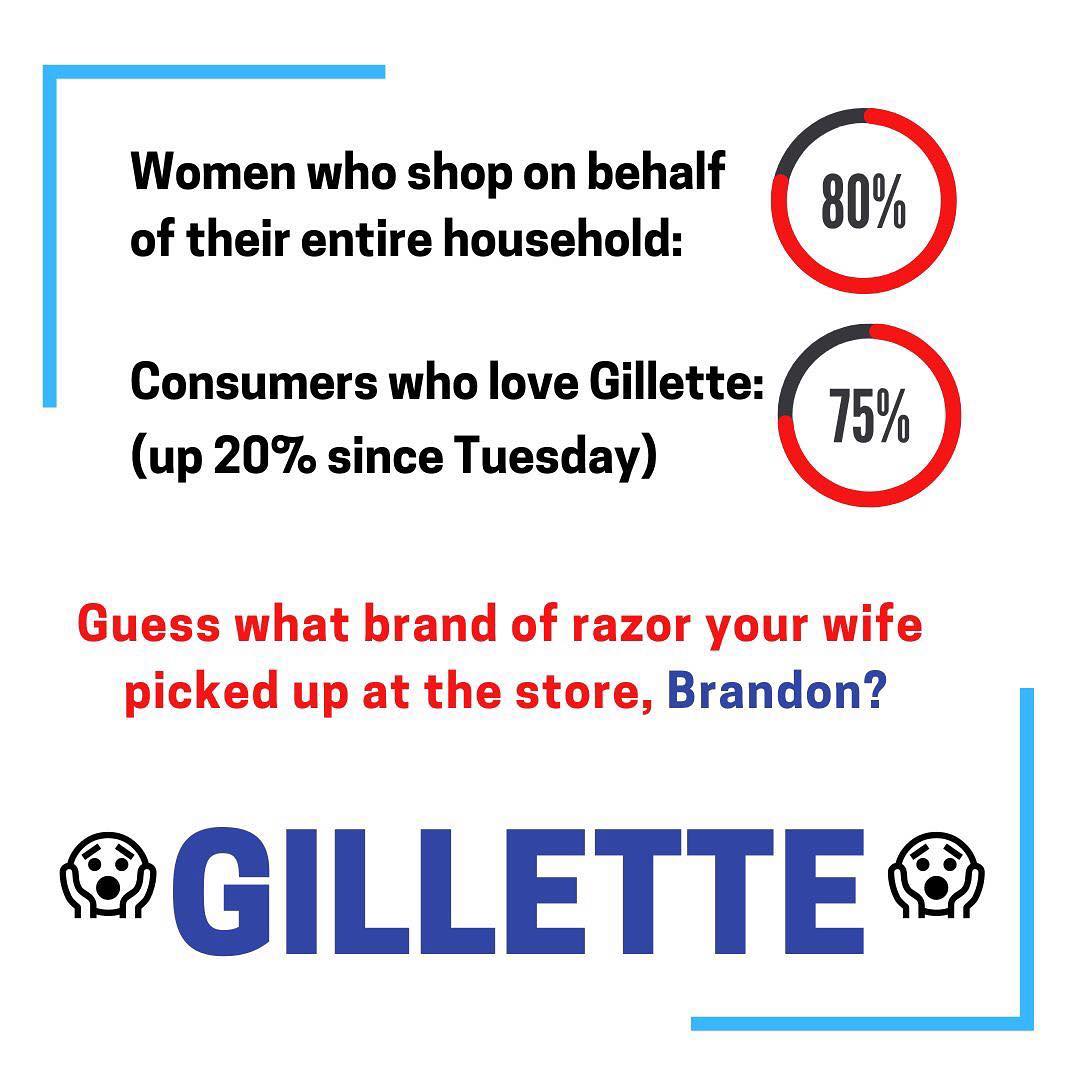 Women who shop on behalf
of their entire household:
80%
Consumers who love Gillette:
(up 20% since Tuesday)
75%
Guess what brand of razor your wife
picked up at the store, Brandon?
GILLETTE